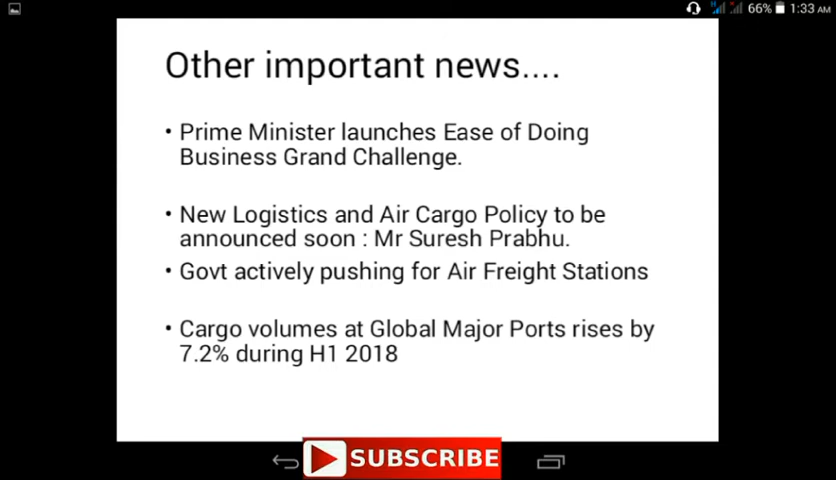 66% 1:33 AM
Other important news....
• Prime Minister launches Ease of Doing
Business Grand Challenge.
• New Logistics and Air Cargo Policy to be
announced soon : Mr Suresh Prabhu.
• Govt actively pushing for Air Freight Stations
• Cargo volumes at Global Major Ports rises by
7.2% during H1 2018
SUBSCRIBE